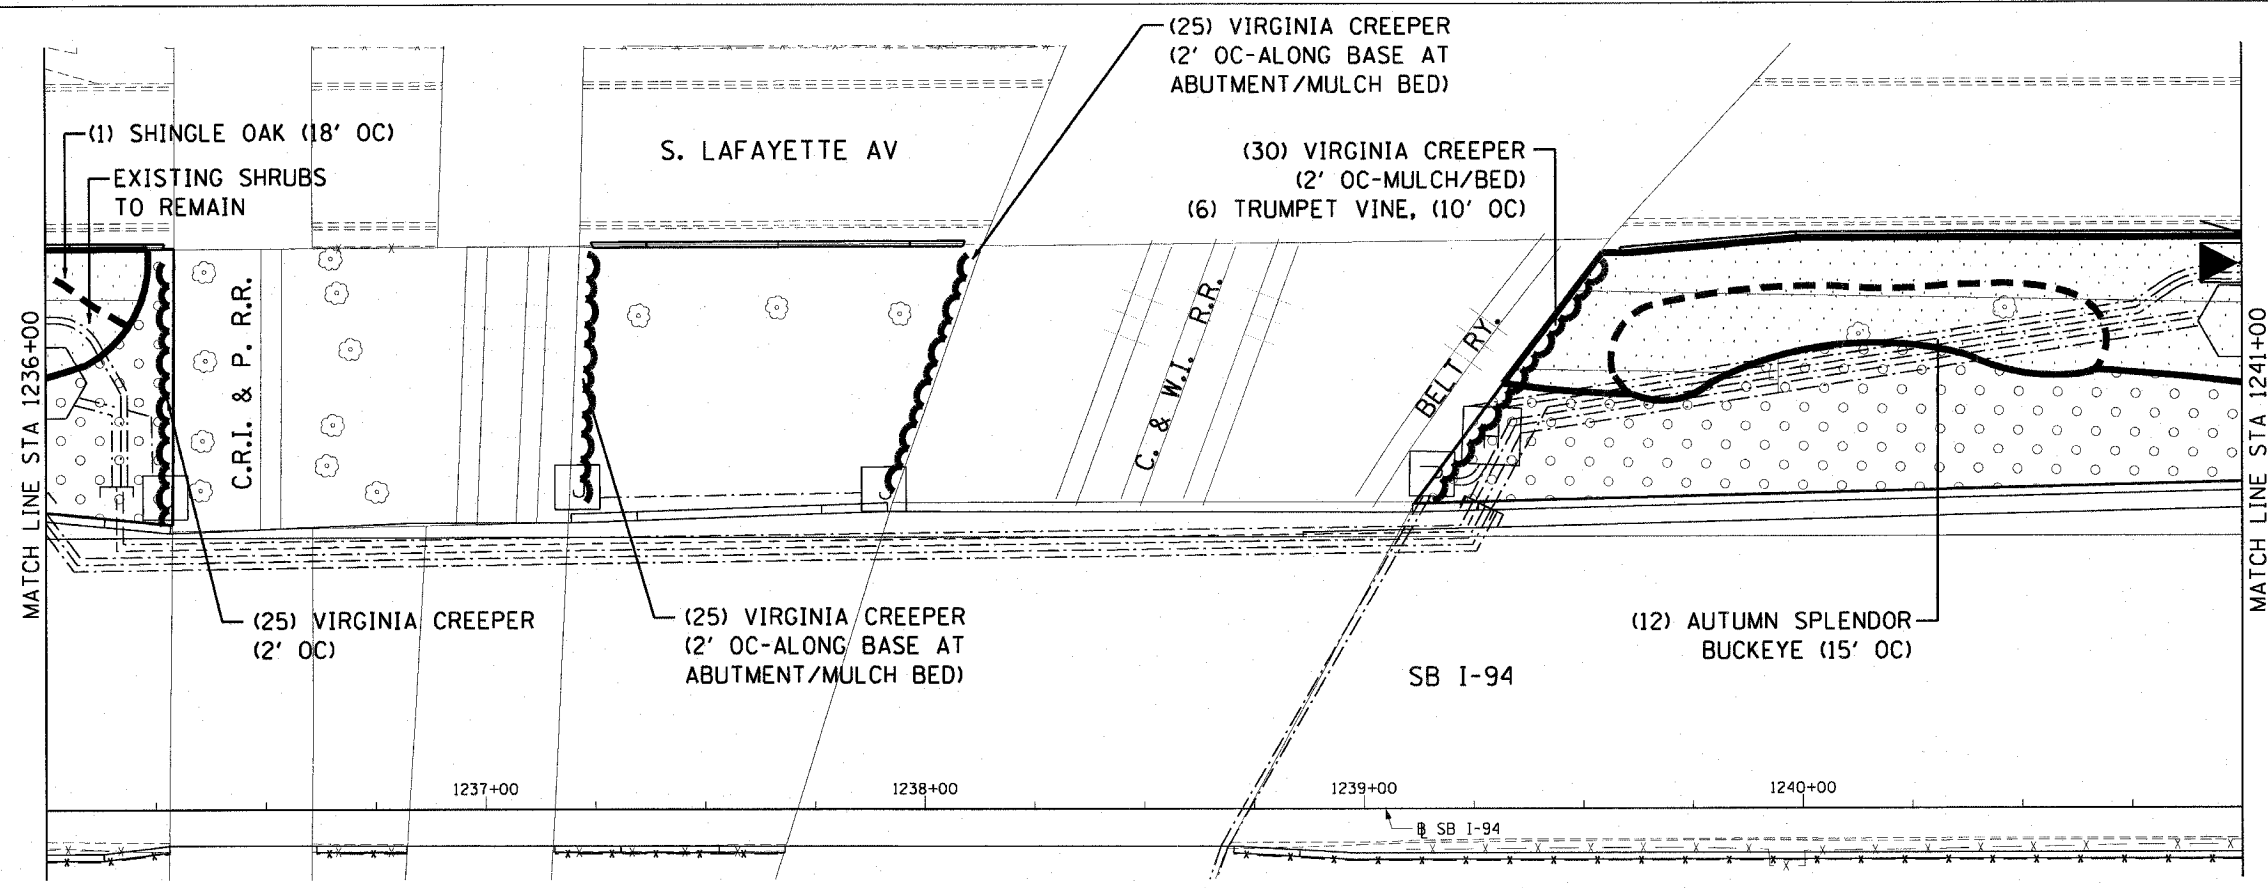 (25) VIRGINIA CREEPER
(2' OC-ALONG BASE AT
ABUTMENT/MULCH BED)
(1) SHINGLE OAK (18' OC)
EXISTING SHRUBS
TO REMAIN
S. LAFAYETTE AV
(30) VIRGINIA CREEPER
(2' OC-MULCH/BED)
(6) TRUMPET VINE, (10' OC)
MATCH LINE STA 1236+00
C.R.I. & P. R.R.
C. & W.I. R.R.
BELT RY.
MATCH LINE STA 1241+00
(25) VIRGINIA CREEPER
(2' OC)
(25) VIRGINIA CREEPER
(2' OC-ALONG BASE AT
ABUTMENT/MULCH BED)
(12) AUTUMN SPLENDOR
BUCKEYE (15' OC)
SB I-94
1237+00
1238+00
1239+00
1240+00
B SB I-94